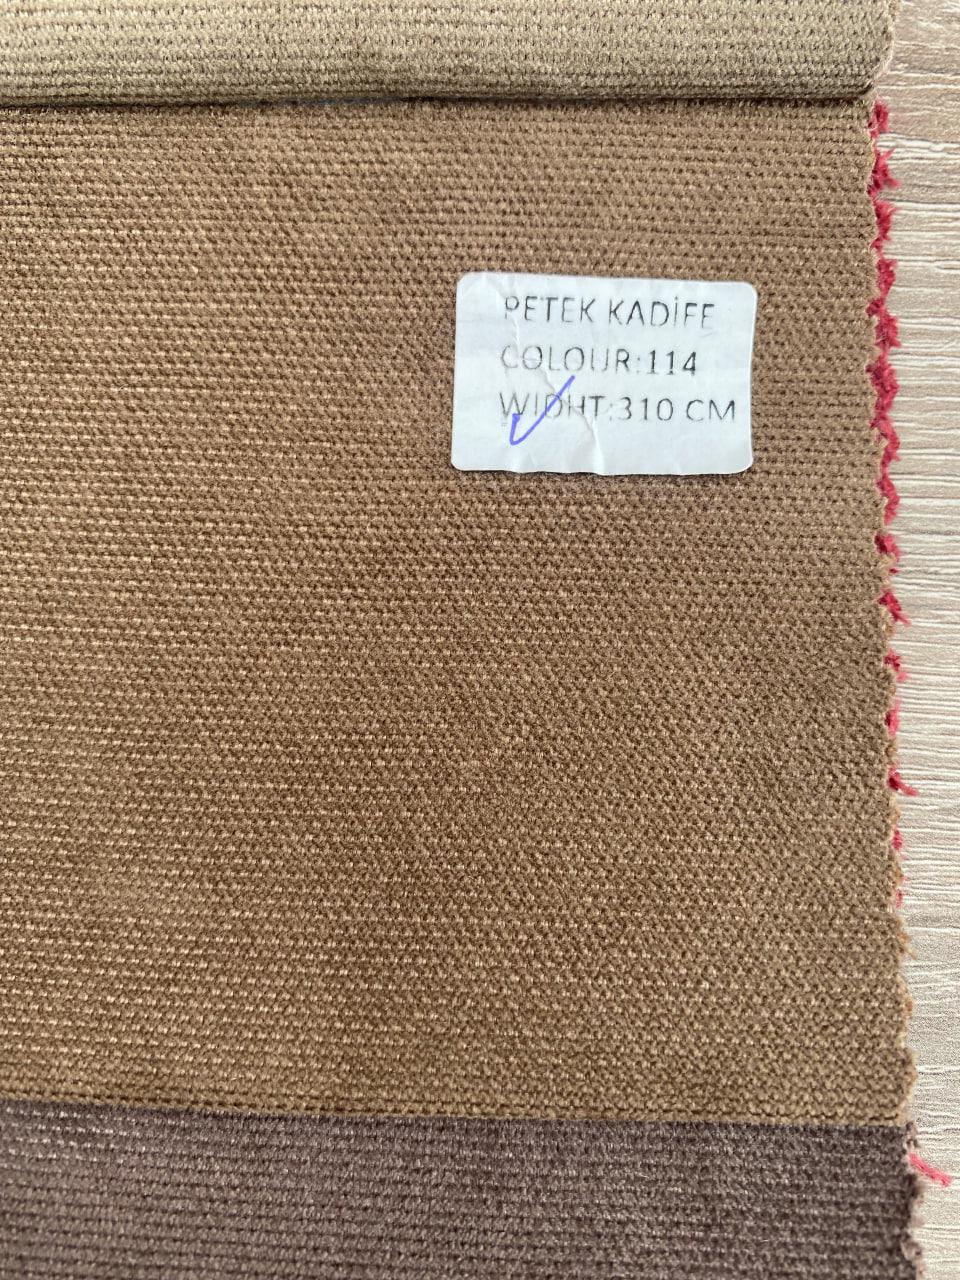 PETEK KADİFE
COLOUR:114
WIDHT:310 CM